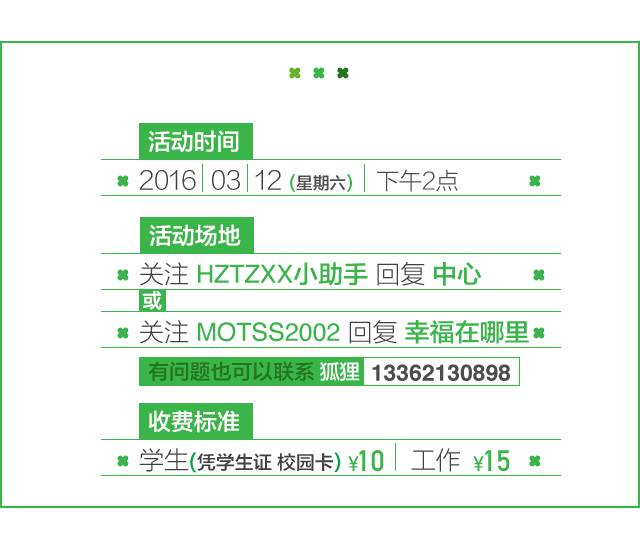 活动时间
2016 | 03 | 12 (星期六) | 下午2点
活动场地
关注 HZTZXX小助手 回复 中心
或
关注 MOTSS2002 回复 幸福在哪里
有问题也可以联系 狐狸 13362130898
收费标准
学生(凭学生证 校园卡) ¥10 | 工作 ¥15